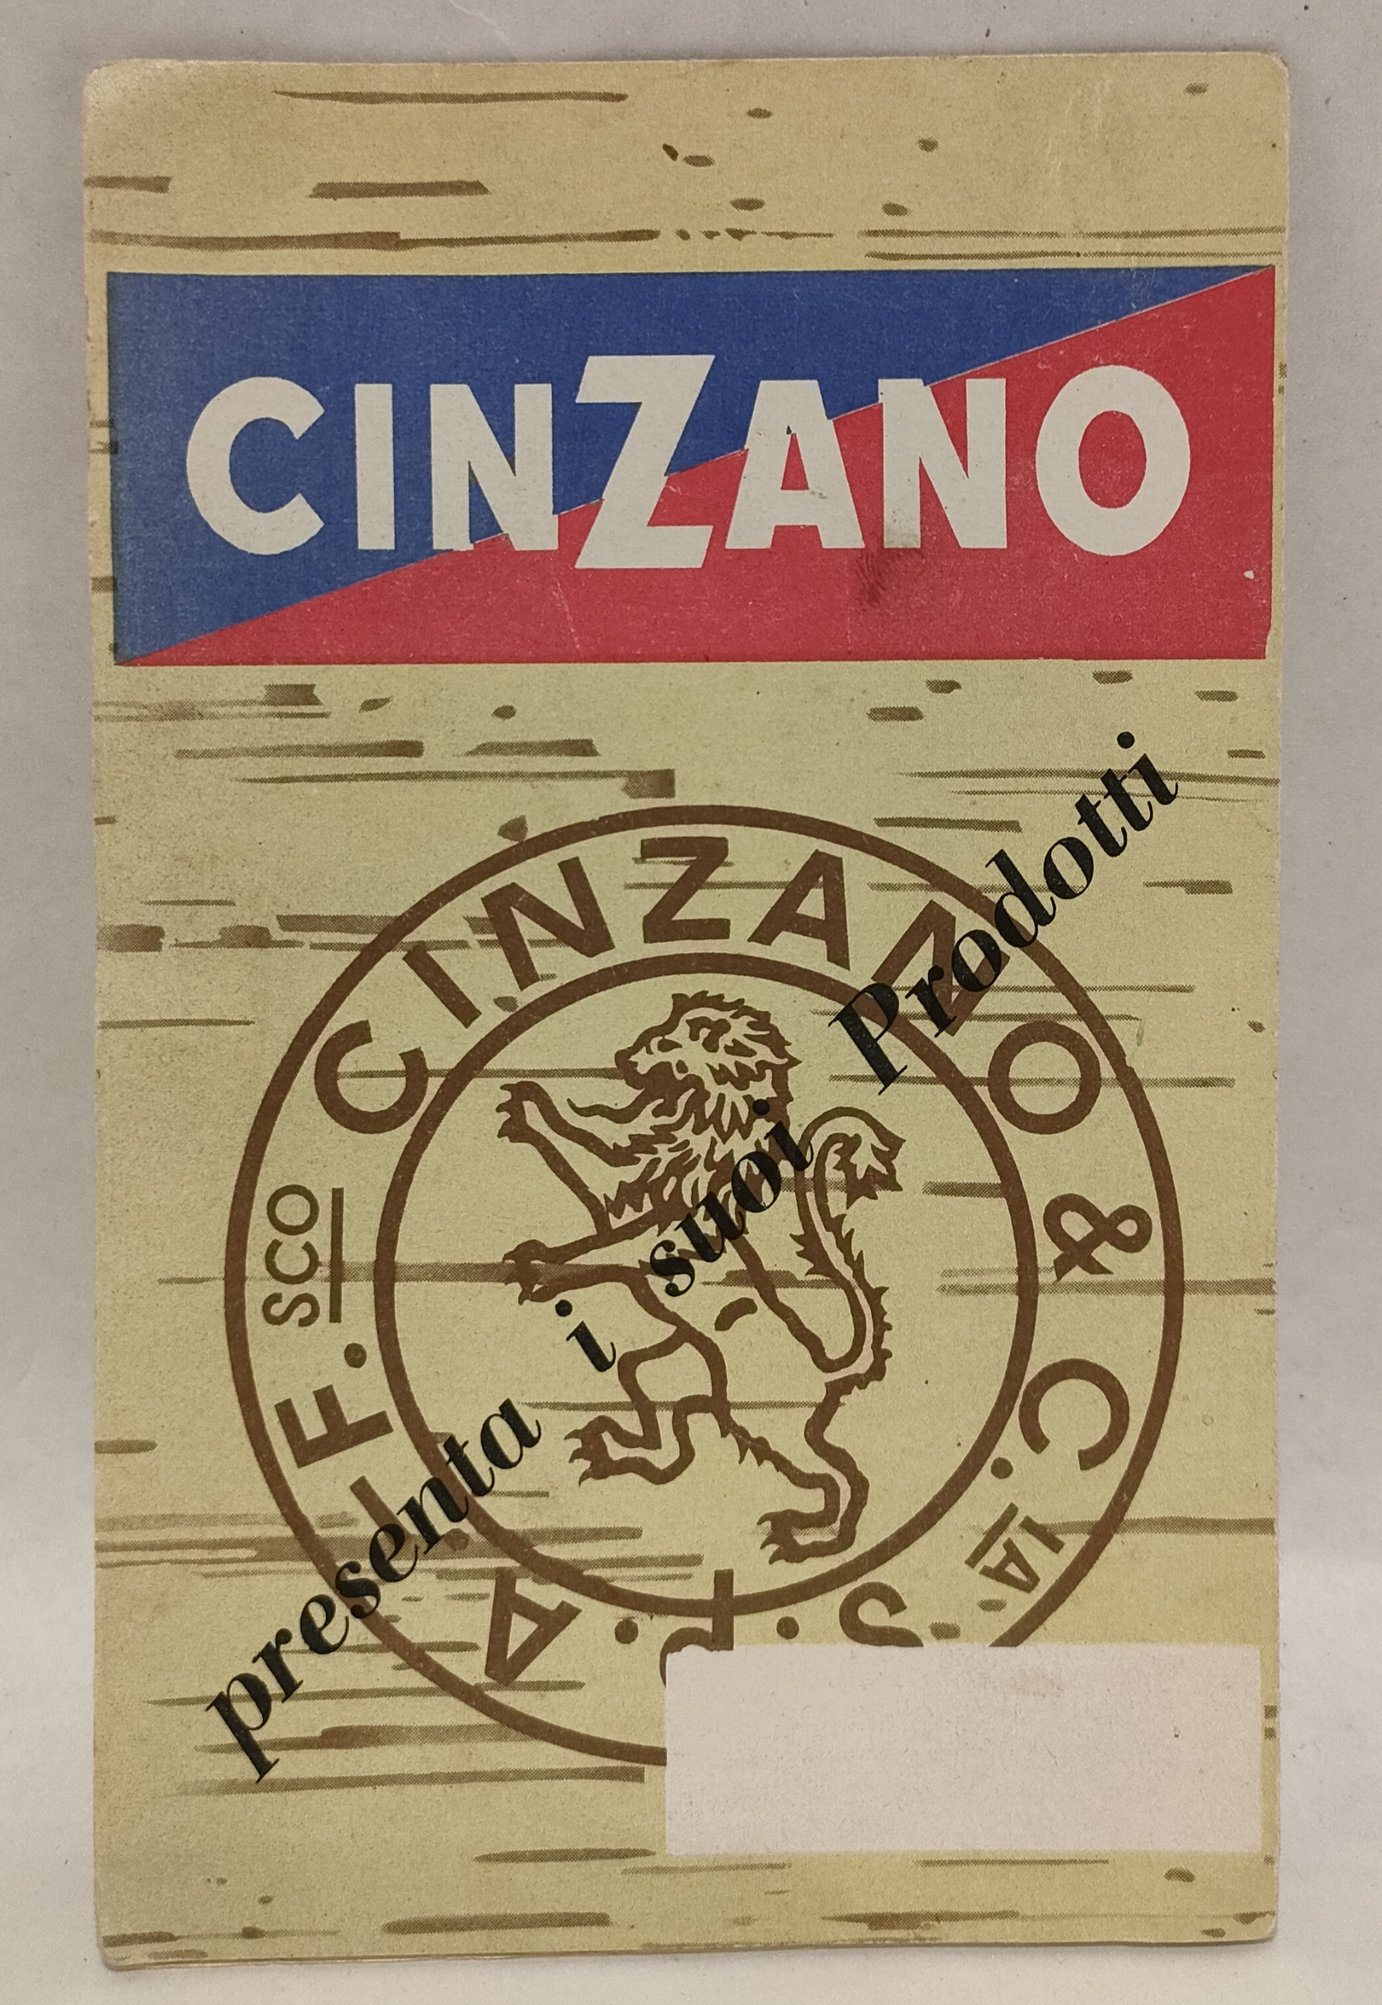 CINZANO
F.SCO CINZANO & C.IA S.P.A.
presenta i suoi Prodotti